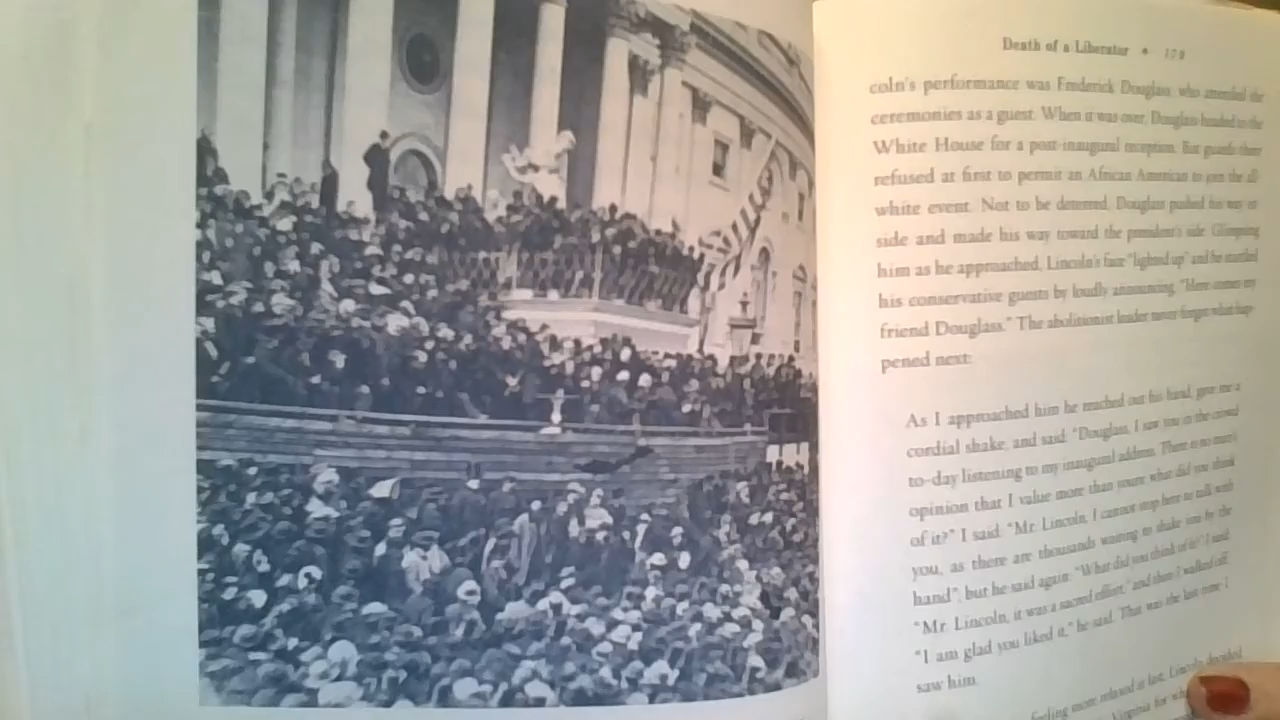 Death of a Liberator • 179
coln's performance was Frederick Douglass, who attended the
ceremonies as a guest. When it was over, Douglass headed to the
White House for a post-inaugural reception. But guards there
refused at first to permit an African American to join the all-
white event. Not to be deterred, Douglass pushed his way in-
side and made his way toward the president's side. Glimpsing
him as he approached, Lincoln's face "lighted up" and he startled
his conservative guests by loudly announcing, "Here comes my
friend Douglass." The abolitionist leader never forgot what hap-
pened next:
As I approached him he reached out his hand, gave me a
cordial shake, and said: "Douglass, I saw you in the crowd
to-day listening to my inaugural address. There is no man's
opinion that I value more than yours: what did you think
of it?" I said: "Mr. Lincoln, I cannot stop here to talk with
you, as there are thousands waiting to shake you by the
hand"; but he said again: "What did you think of it?" I said:
"Mr. Lincoln, it was a sacred effort," and then I walked off.
"I am glad you liked it," he said. That was the last time I
saw him.
feeling more relaxed at last, Lincoln decided
Virginia for